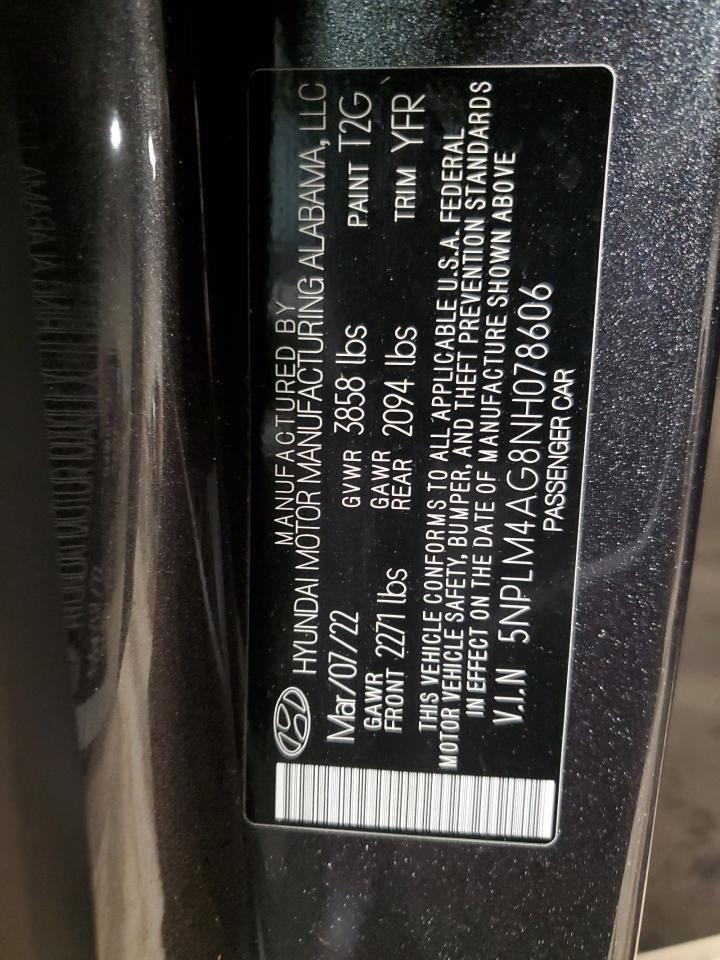 MANUFACTURED BY
HYUNDAI MOTOR MANUFACTURING ALABAMA, LLC
Mar/07/22 GVWR 3858 lbs PAINT T2G
GAWR FRONT 2271 lbs GAWR REAR 2094 lbs TRIM YFR
THIS VEHICLE CONFORMS TO ALL APPLICABLE U.S.A. FEDERAL
MOTOR VEHICLE SAFETY, BUMPER, AND THEFT PREVENTION STANDARDS
IN EFFECT ON THE DATE OF MANUFACTURE SHOWN ABOVE
V.I.N 5NPLM4AG8NH078606
PASSENGER CAR